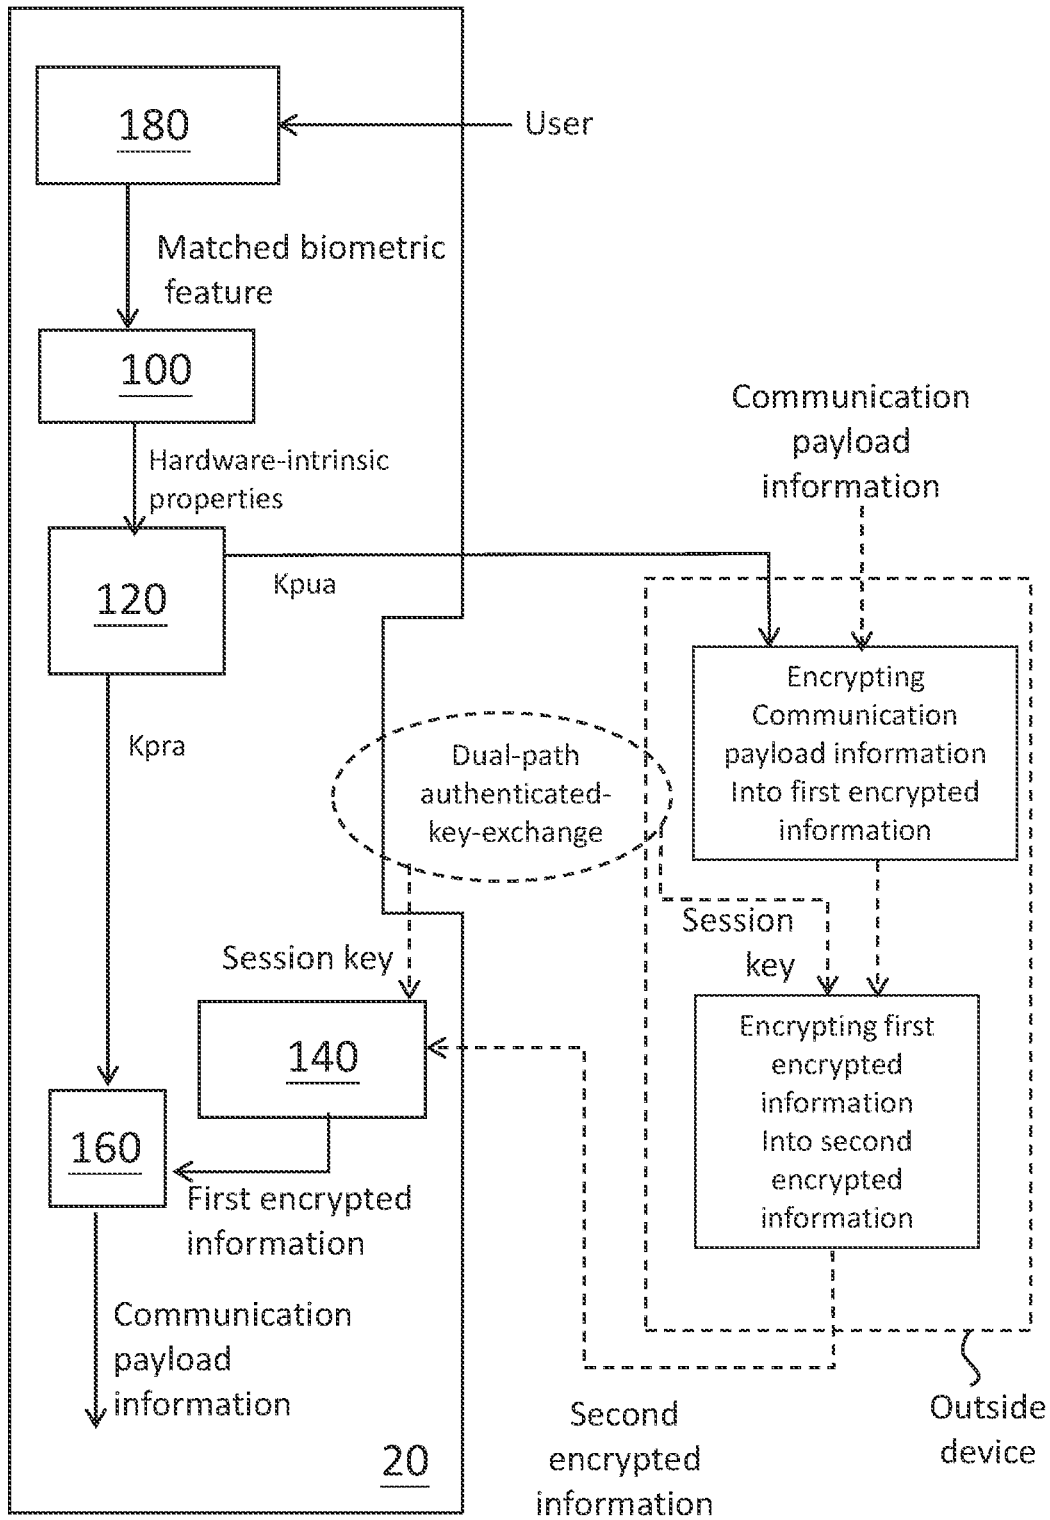 180
User
Matched biometric
feature
100
Hardware-intrinsic
properties
120
Kpua
Kpra
Communication
payload
information
Encrypting
Communication
payload information
Into first encrypted
information
Dual-path
authenticated-
key-exchange
Session
key
Session key
140
Encrypting first
encrypted
information
Into second
encrypted
information
160
First encrypted
information
Communication
payload
information
20
Second
encrypted
information
Outside
device